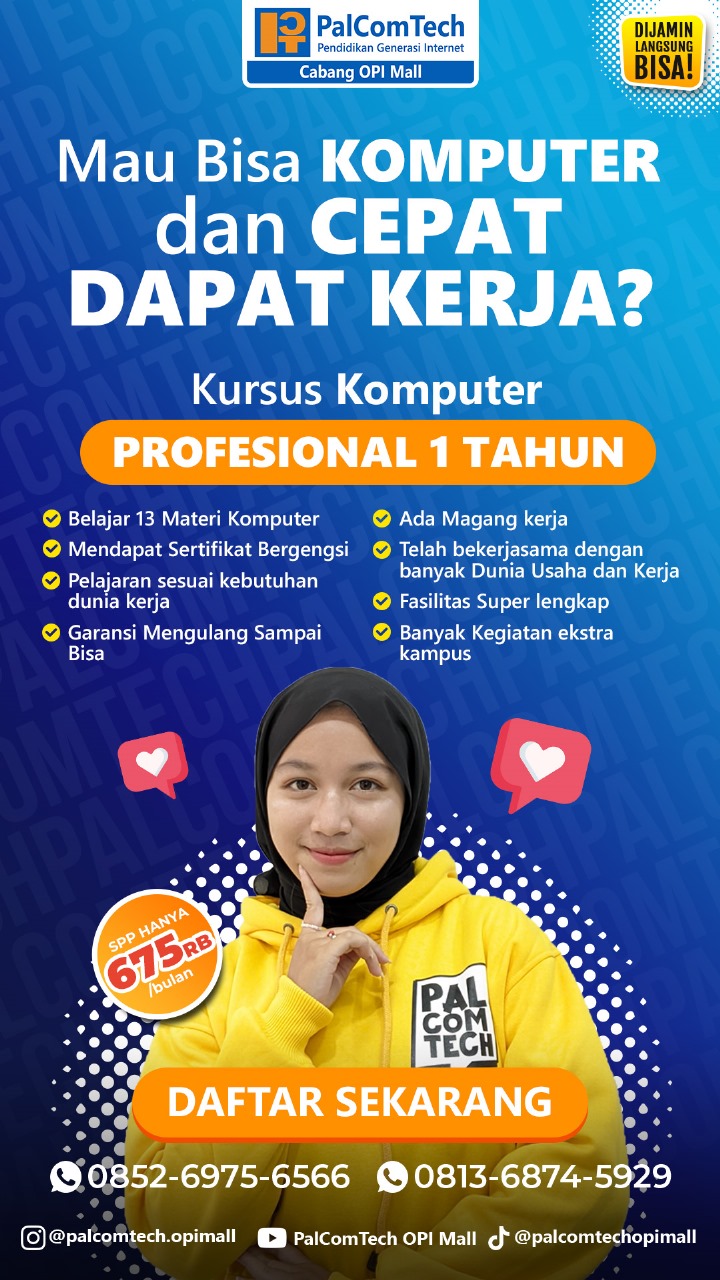 PalComTech
Pendidikan Generasi Internet
Cabang OPI Mall
DIJAMIN
LANGSUNG
BISA!
Mau Bisa KOMPUTER
dan CEPAT
DAPAT KERJA?
Kursus Komputer
PROFESIONAL 1 TAHUN
Belajar 13 Materi Komputer
Mendapat Sertifikat Bergengsi
Pelajaran sesuai kebutuhan
dunia kerja
Garansi Mengulang Sampai
Bisa
Ada Magang kerja
Telah bekerjasama dengan
banyak Dunia Usaha dan Kerja
Fasilitas Super lengkap
Banyak Kegiatan ekstra
kampus
SPP HANYA
675RB
/bulan
PAL
COM
TECH
DAFTAR SEKARANG
0852-6975-6566 0813-6874-5929
@palcomtech.opimall PalComTech OPI Mall @palcomtechopimall